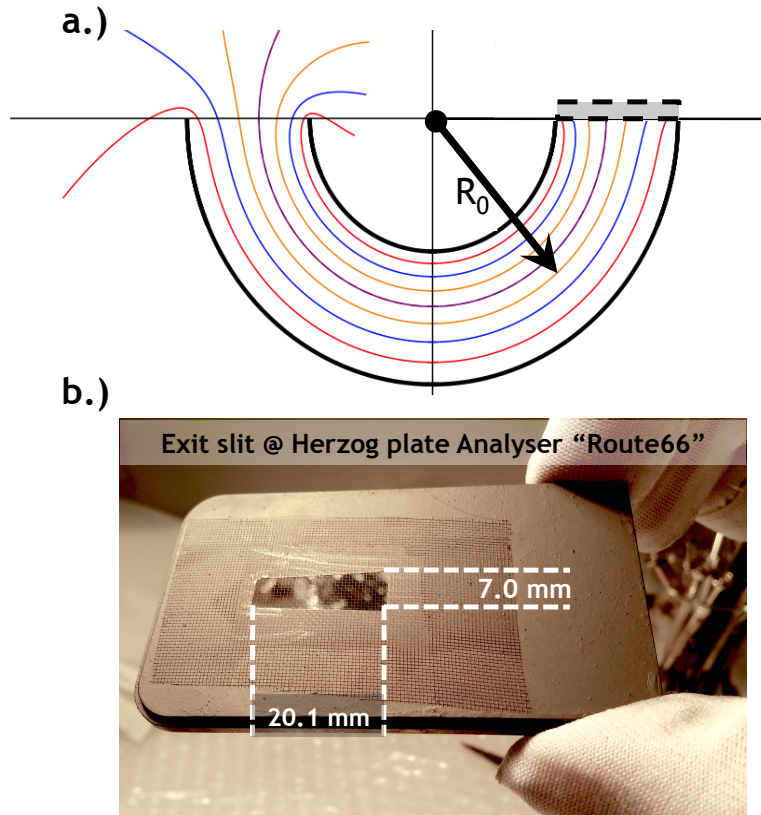 a.)
R₀
b.)
Exit slit @ Herzog plate Analyser “Route66”
7.0 mm
20.1 mm